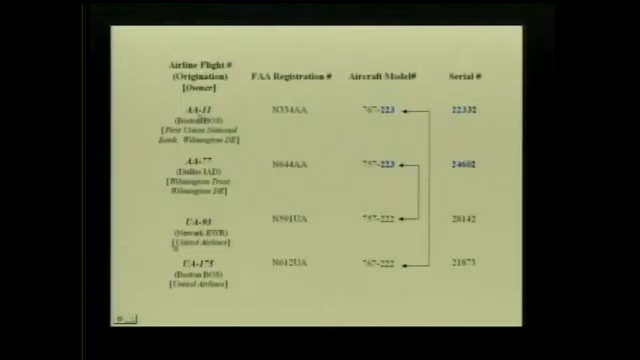 Airline Flight #
(Origination)
[Owner]
FAA Registration #
Aircraft Model#
Serial #
AA-11
(Boston BOS)
[First Union National
Bank, Wilmington DE]
N334AA
767-223
22332
AA-77
(Dulles IAD)
[Wilmington Trust
Wilmington DE]
N644AA
757-223
24602
UA-93
(Newark EWR)
[United Airlines]
N591UA
757-222
28142
UA-175
(Boston BOS)
[United Airlines]
N612UA
767-222
21873